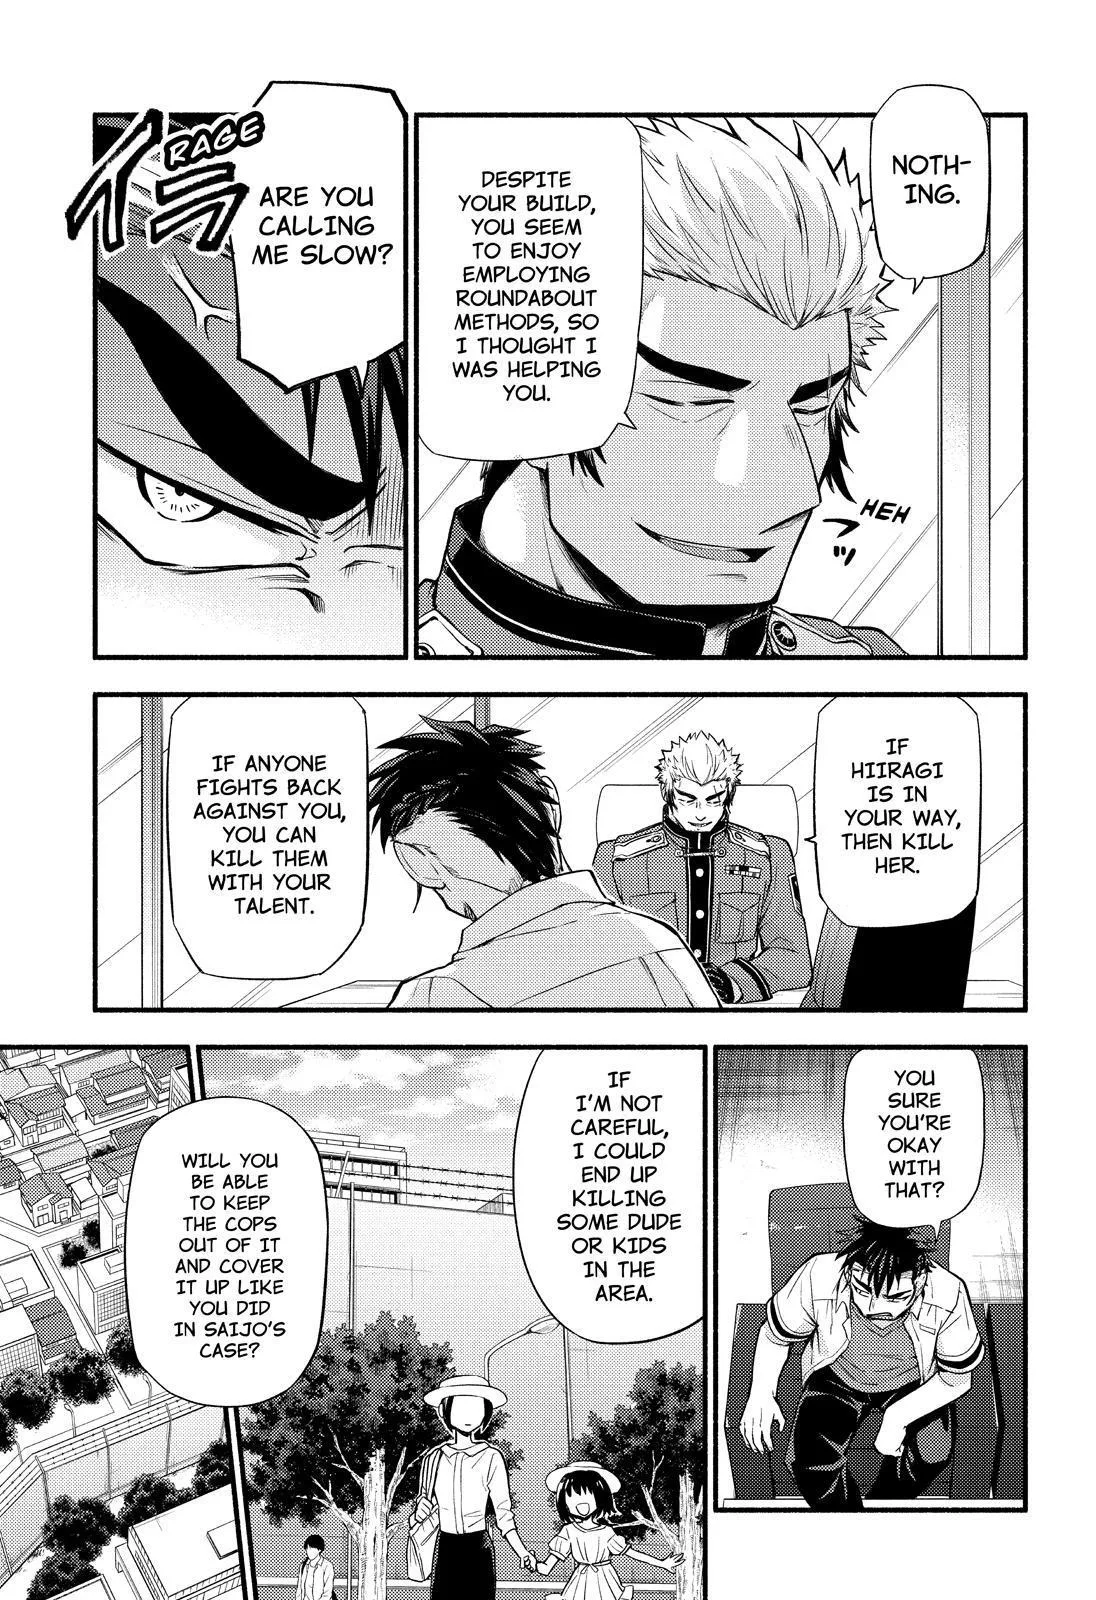 NOTH-
ING.
DESPITE
YOUR BUILD,
YOU SEEM
TO ENJOY
EMPLOYING
ROUNDABOUT
METHODS, SO
I THOUGHT I
WAS HELPING
YOU.
HEH
フッ
ARE YOU
CALLING
ME SLOW?
RAGE
イラ
IF
HIIRAGI
IS IN
YOUR WAY,
THEN KILL
HER.
IF ANYONE
FIGHTS BACK
AGAINST YOU,
YOU CAN
KILL THEM
WITH YOUR
TALENT.
YOU
SURE
YOU'RE
OKAY
WITH
THAT?
IF
I'M NOT
CAREFUL,
I COULD
END UP
KILLING
SOME DUDE
OR KIDS
IN THE
AREA.
WILL YOU
BE ABLE
TO KEEP
THE COPS
OUT OF IT
AND COVER
IT UP LIKE
YOU DID
IN SAIJO'S
CASE?